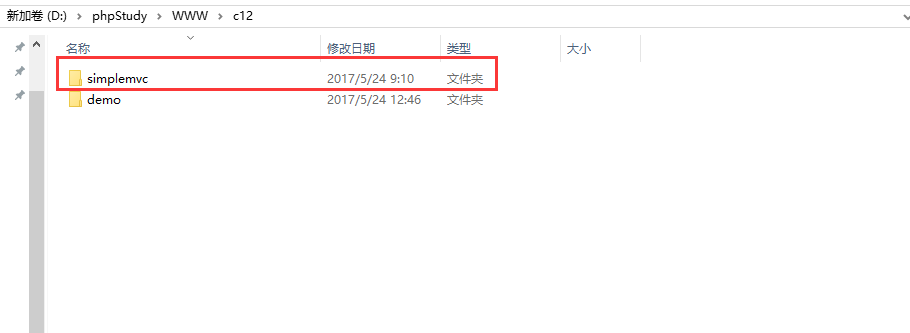 新加卷 (D:) phpStudy WWW c12
名称 修改日期 类型 大小
simplemvc 2017/5/24 9:10 文件夹
demo 2017/5/24 12:46 文件夹